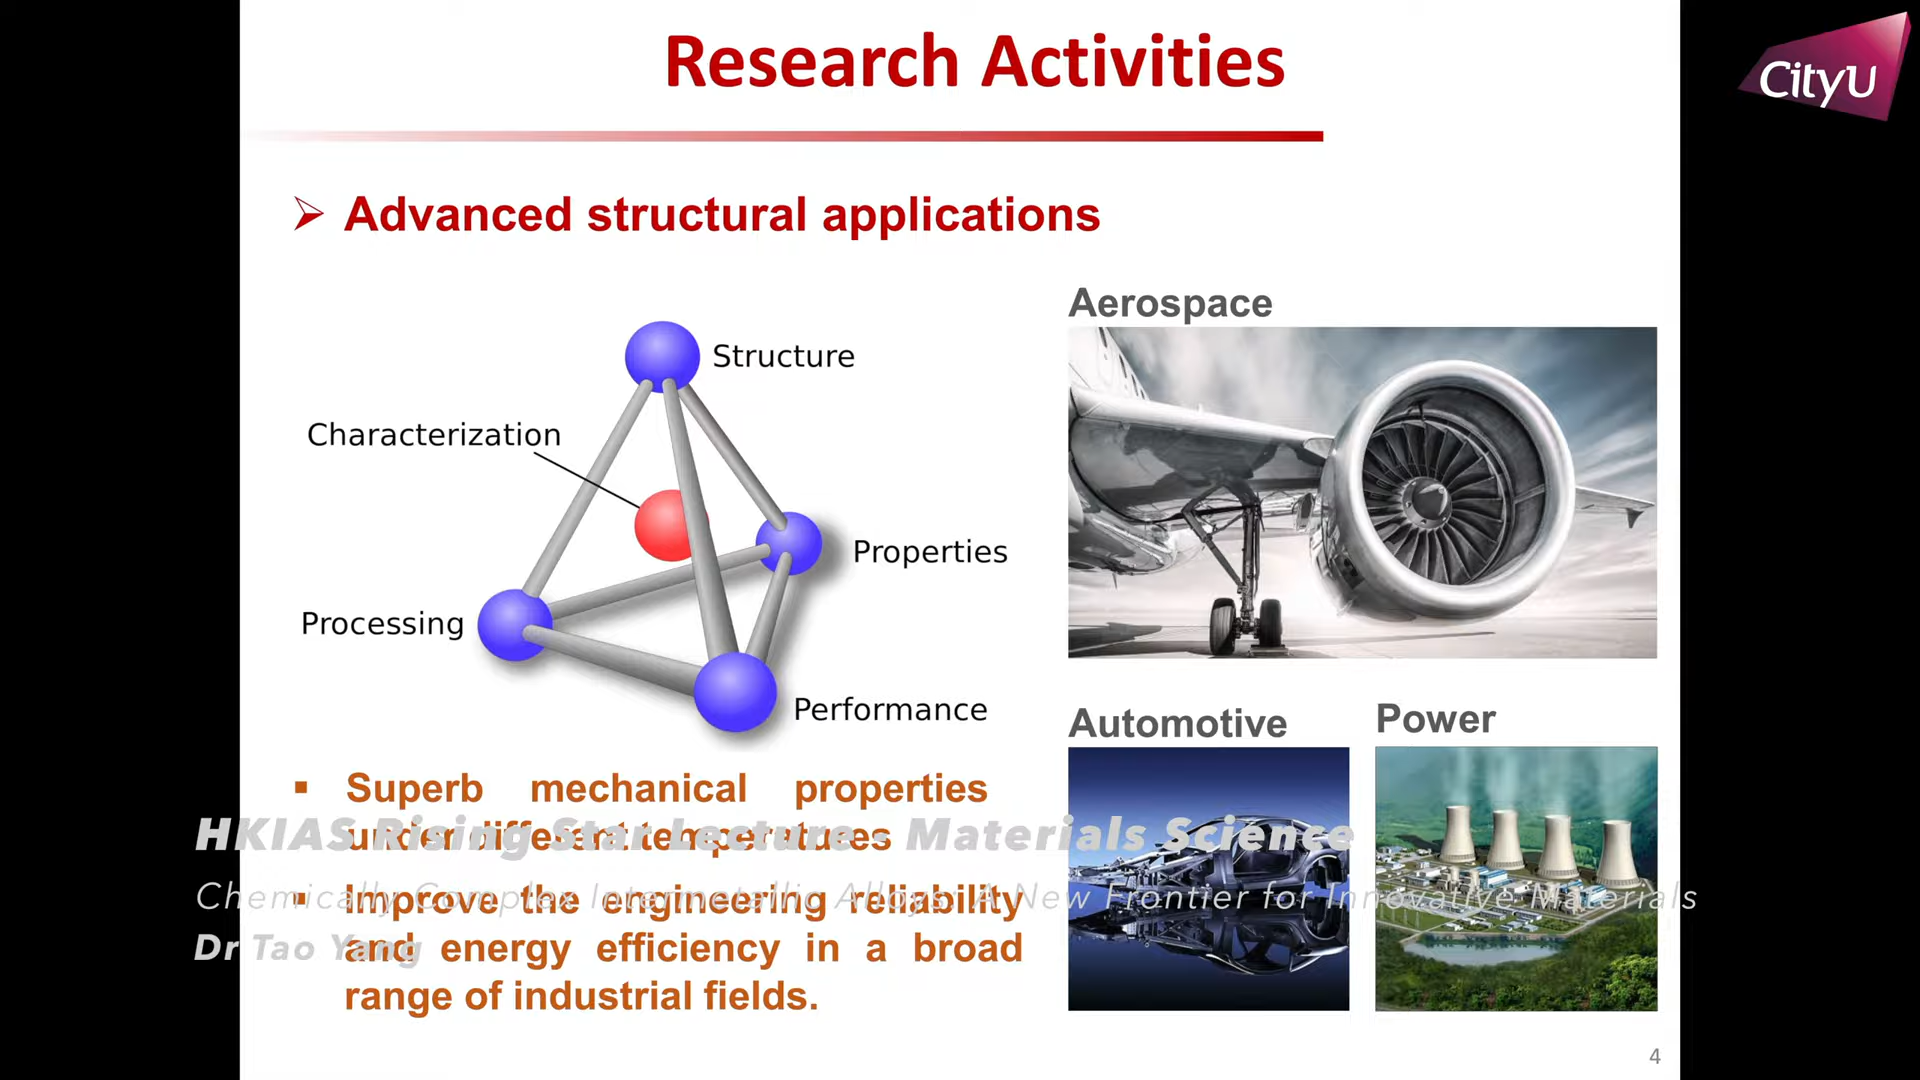 Research Activities
CityU
➢ Advanced structural applications
Structure
Characterization
Properties
Processing
Performance
Aerospace
Automotive
Power
▪ Superb mechanical properties
under different temperatures
▪ Improve the engineering reliability
and energy efficiency in a broad
range of industrial fields.
HKIAS Rising Star Lecture - Materials Science
Chemically Complex Intermetallic Alloys: A New Frontier for Innovative Materials
Dr Tao Yang
4